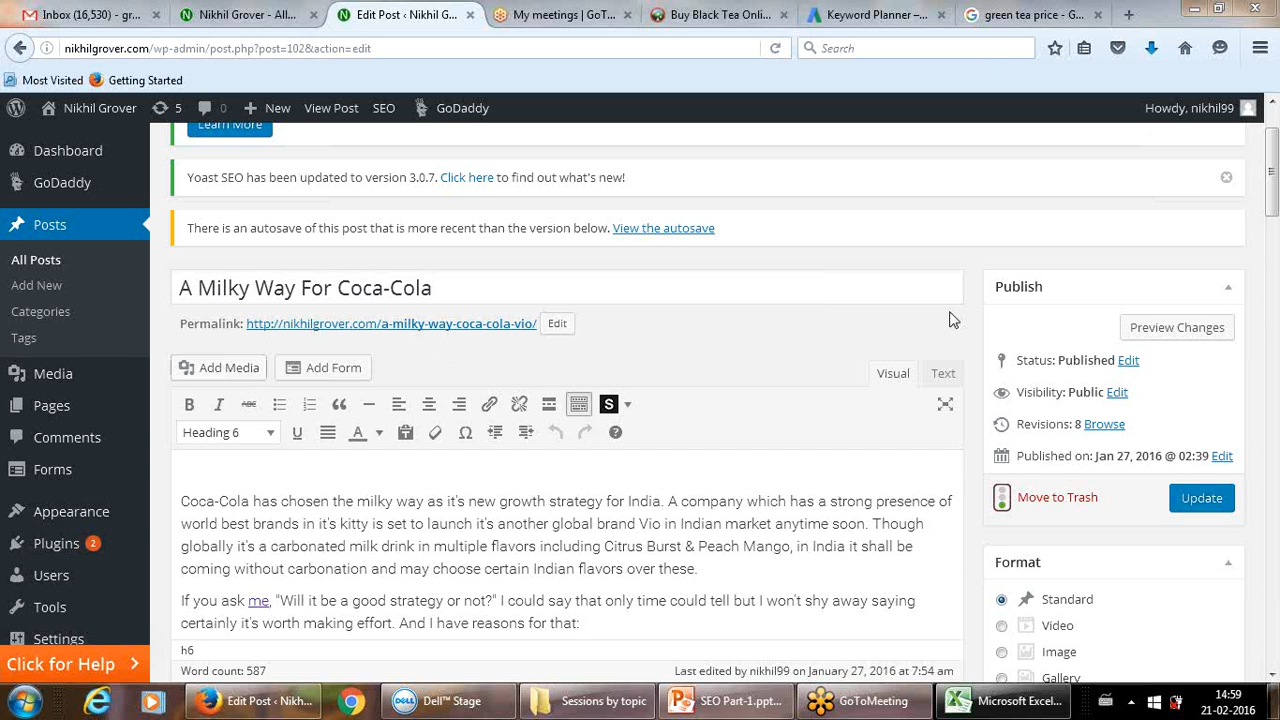 Inbox (16,530) - gr...
Nikhil Grover - All...
Edit Post ‹ Nikhil G...
My meetings | GoT...
Buy Black Tea Onli...
Keyword Planner –...
green tea price - G...
nikhilgrover.com/wp-admin/post.php?post=102&action=edit
Search
Most Visited
Getting Started
Nikhil Grover
5
0
New
View Post
SEO
GoDaddy
Howdy, nikhil99
Learn More
Dashboard
GoDaddy
Posts
All Posts
Add New
Categories
Tags
Media
Pages
Comments
Forms
Appearance
Plugins 2
Users
Tools
Settings
Click for Help
Yoast SEO has been updated to version 3.0.7. Click here to find out what's new!
There is an autosave of this post that is more recent than the version below. View the autosave
A Milky Way For Coca-Cola
Permalink: http://nikhilgrover.com/a-milky-way-coca-cola-vio/ Edit
Add Media
Add Form
Visual
Text
B I ABC
S
Heading 6
U
A
Coca-Cola has chosen the milky way as it's new growth strategy for India. A company which has a strong presence of
world best brands in it's kitty is set to launch it's another global brand Vio in Indian market anytime soon. Though
globally it's a carbonated milk drink in multiple flavors including Citrus Burst & Peach Mango, in India it shall be
coming without carbonation and may choose certain Indian flavors over these.
If you ask me, "Will it be a good strategy or not?" I could say that only time could tell but I won't shy away saying
certainly it's worth making effort. And I have reasons for that:
h6
Word count: 587
Last edited by nikhil99 on January 27, 2016 at 7:54 am
Publish
Preview Changes
Status: Published Edit
Visibility: Public Edit
Revisions: 8 Browse
Published on: Jan 27, 2016 @ 02:39 Edit
Move to Trash
Update
Format
Standard
Video
Image
Gallery
Edit Post ‹ Nikh...
Dell™ Stage
Sessions by topic
SEO Part-1.ppt...
GoToMeeting
Microsoft Exce...
14:59
21-02-2016